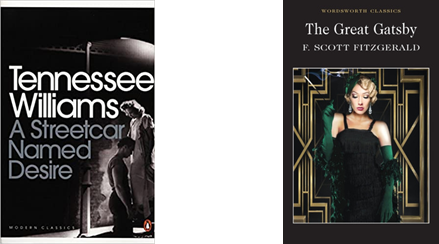 Tennessee
Williams
A Streetcar
Named
Desire
MODERN CLASSICS
WORDSWORTH CLASSICS
The Great Gatsby
F. SCOTT FITZGERALD